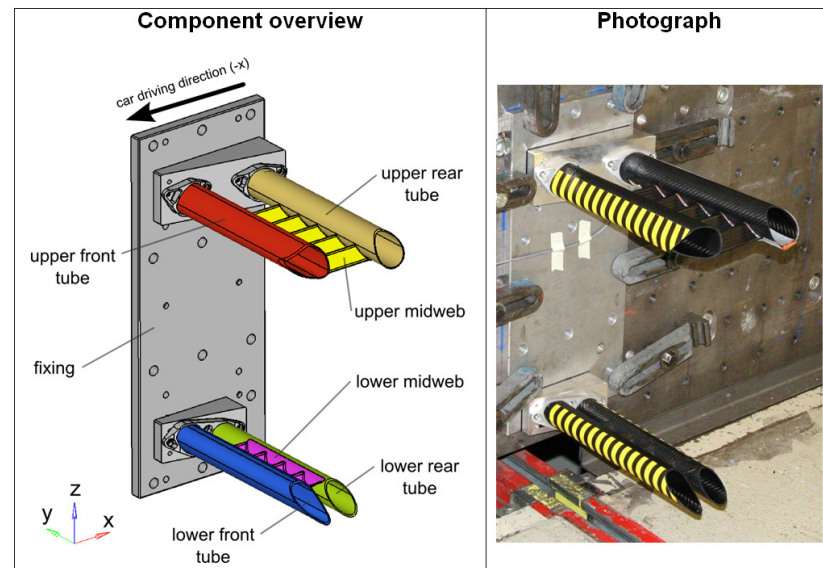 Component overview
Photograph
car driving direction (-x)
upper rear
tube
upper front
tube
upper midweb
fixing
lower midweb
lower rear
tube
lower front
tube
z
y
x